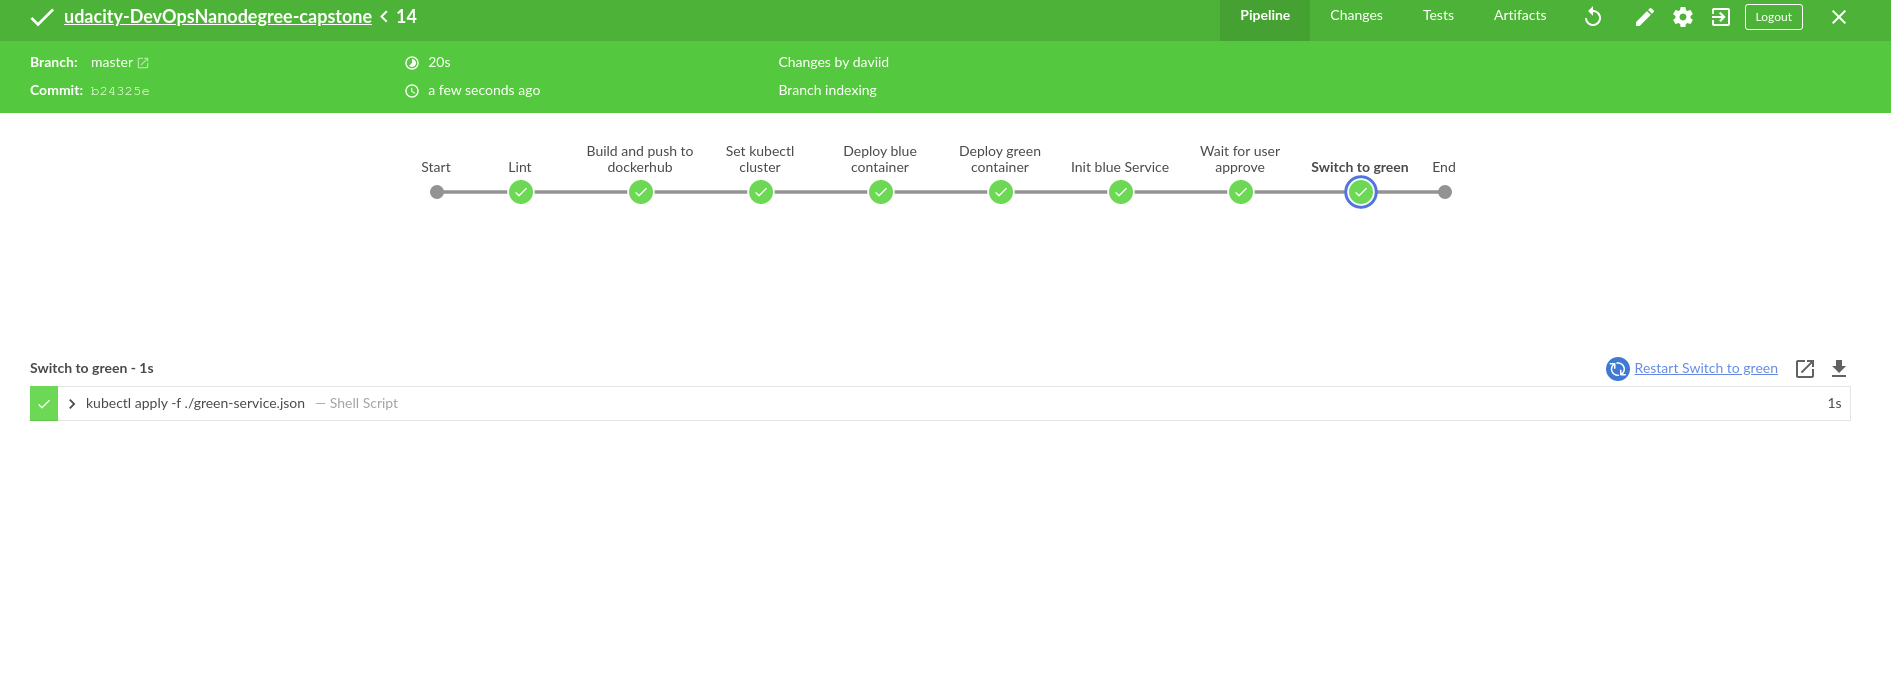 udacity-DevOpsNanodegree-capstone < 14
Pipeline Changes Tests Artifacts Logout
Branch: master 20s Changes by daviid
Commit: b24325e a few seconds ago Branch indexing
Start
Lint
Build and push to
dockerhub
Set kubectl
cluster
Deploy blue
container
Deploy green
container
Init blue Service
Wait for user
approve
Switch to green
End
Switch to green - 1s
Restart Switch to green
kubectl apply -f ./green-service.json — Shell Script 1s